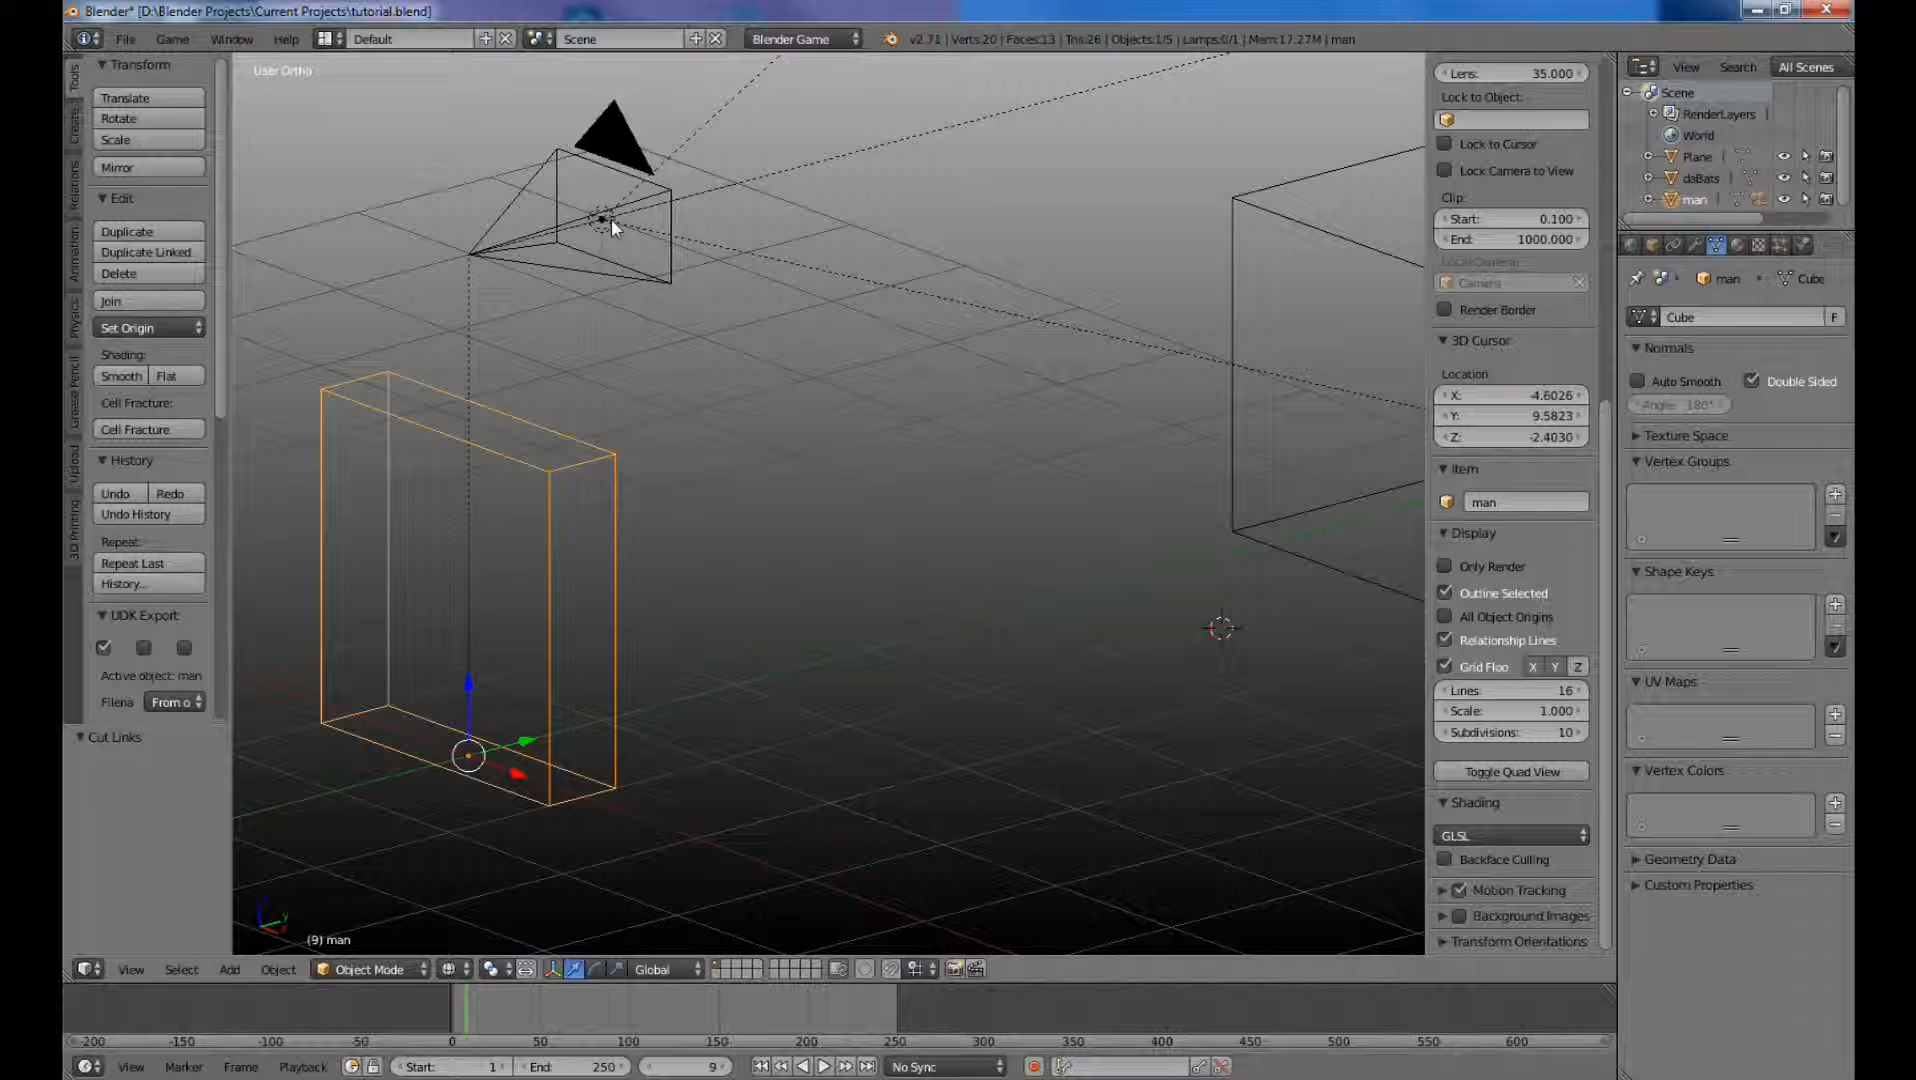 Blender* [D:\Blender Projects\Current Projects\tutorial.blend]
File Game Window Help Default Scene Blender Game v2.71 | Verts:20 | Faces:13 | Tris:26 | Objects:1/5 | Lamps:0/1 | Mem:17.27M | man
Tools
Create
Relations
Animation
Physics
Grease Pencil
Upload
3D Printing
Transform
Translate
Rotate
Scale
Mirror
Edit
Duplicate
Duplicate Linked
Delete
Join
Set Origin
Shading:
Smooth Flat
Cell Fracture:
Cell Fracture
History
Undo Redo
Undo History
Repeat:
Repeat Last
History...
UDK Export
Active object: man
Filena From o
Cut Links
User Ortho
(9) man
Lens: 35.000
Lock to Object:
Lock to Cursor
Lock Camera to View
Clip:
Start: 0.100
End: 1000.000
Local Camera:
Camera
Render Border
3D Cursor
Location
X: -4.6026
Y: 9.5823
Z: -2.4030
Item
man
Display
Only Render
Outline Selected
All Object Origins
Relationship Lines
Grid Floo X Y Z
Lines: 16
Scale: 1.000
Subdivisions: 10
Toggle Quad View
Shading
GLSL
Backface Culling
Motion Tracking
Background Images
Transform Orientations
View Search All Scenes
Scene
RenderLayers
World
Plane
daBats
man
man Cube
Cube F
Normals
Auto Smooth Double Sided
Angle: 180°
Texture Space
Vertex Groups
Shape Keys
UV Maps
Vertex Colors
Geometry Data
Custom Properties
View Select Add Object Object Mode Global
-200 -150 -100 -50 0 50 100 150 200 250 300 350 400 450 500 550 600
View Marker Frame Playback Start: 1 End: 250 9 No Sync